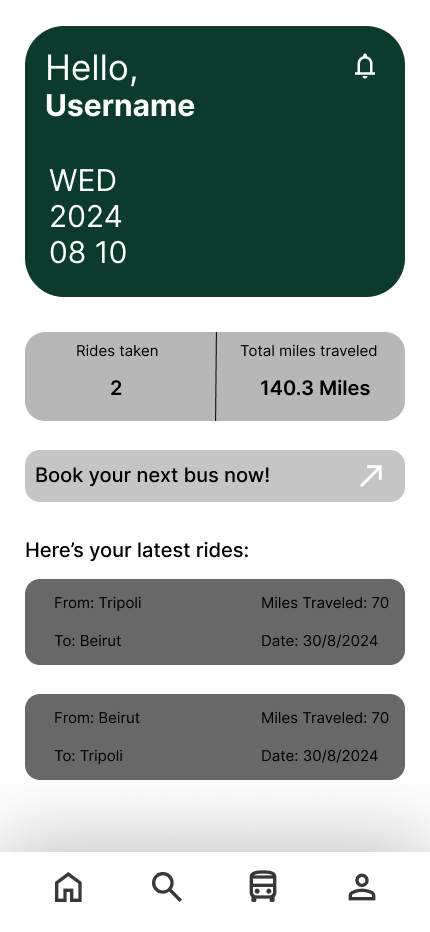 Hello,
Username
WED
2024
08 10
Rides taken
Total miles traveled
2
140.3 Miles
Book your next bus now!
Here’s your latest rides:
From: Tripoli
Miles Traveled: 70
To: Beirut
Date: 30/8/2024
From: Beirut
Miles Traveled: 70
To: Tripoli
Date: 30/8/2024